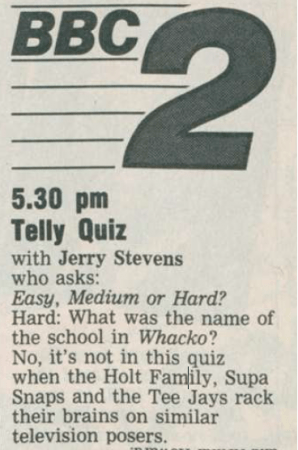 BBC 2
5.30 pm
Telly Quiz
with Jerry Stevens
who asks:
Easy, Medium or Hard?
Hard: What was the name of
the school in Whacko?
No, it's not in this quiz
when the Holt Family, Supa
Snaps and the Tee Jays rack
their brains on similar
television posers.